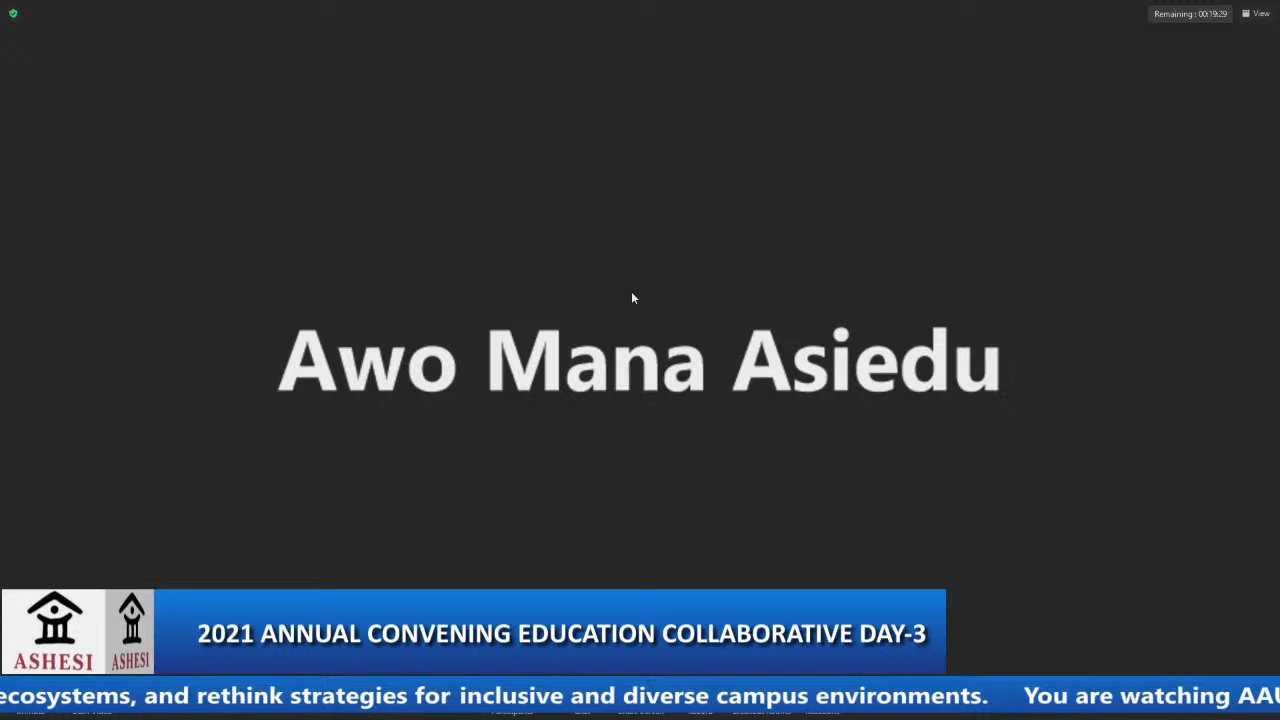 Remaining : 00:19:29 View
Awo Mana Asiedu
ASHESI ASHESI
2021 ANNUAL CONVENING EDUCATION COLLABORATIVE DAY-3
ecosystems, and rethink strategies for inclusive and diverse campus environments. You are watching AAU